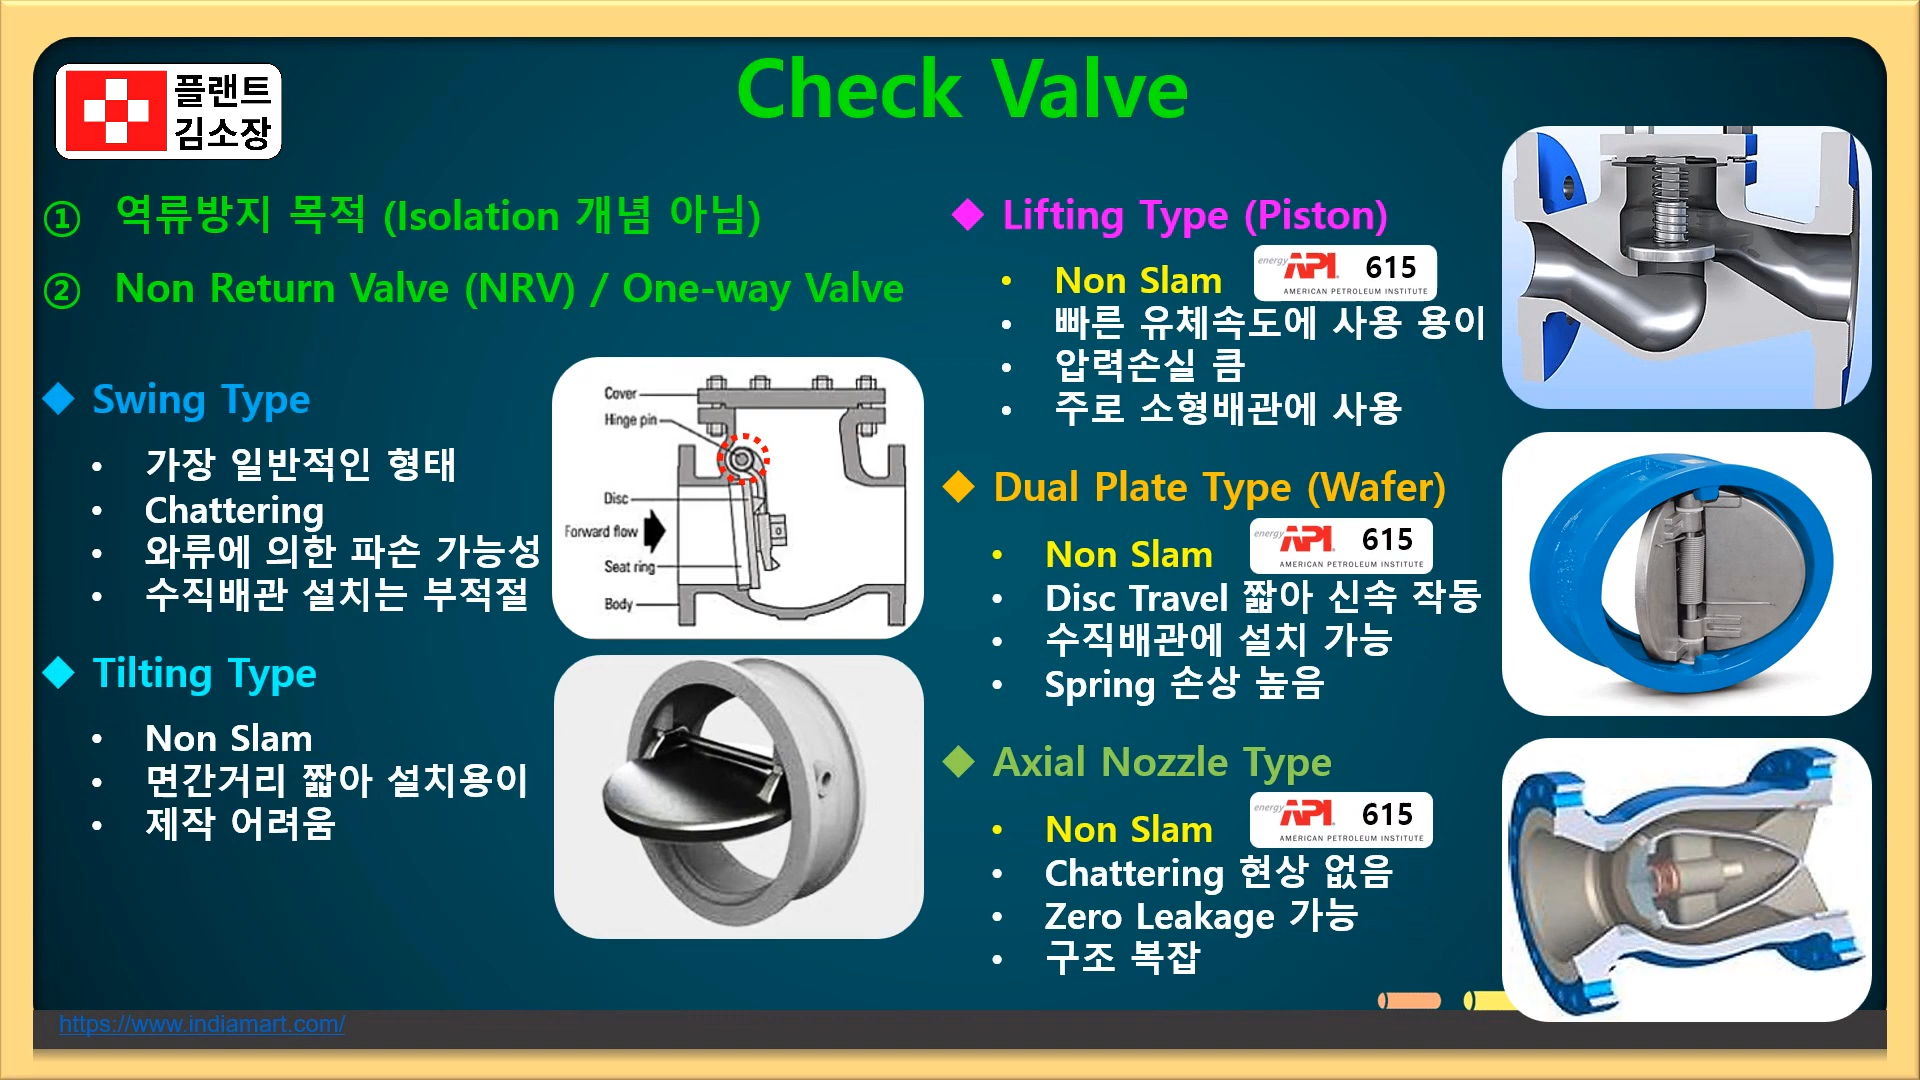 플랜트
김소장
Check Valve
① 역류방지 목적 (Isolation 개념 아님)
② Non Return Valve (NRV) / One-way Valve
◆ Swing Type
• 가장 일반적인 형태
• Chattering
• 와류에 의한 파손 가능성
• 수직배관 설치는 부적절
Cover
Hinge pin
Disc
Forward flow
Seat ring
Body
◆ Tilting Type
• Non Slam
• 면간거리 짧아 설치용이
• 제작 어려움
◆ Lifting Type (Piston)
• Non Slam
energy API. 615
AMERICAN PETROLEUM INSTITUTE
• 빠른 유체속도에 사용 용이
• 압력손실 큼
• 주로 소형배관에 사용
◆ Dual Plate Type (Wafer)
• Non Slam
energy API. 615
AMERICAN PETROLEUM INSTITUTE
• Disc Travel 짧아 신속 작동
• 수직배관에 설치 가능
• Spring 손상 높음
◆ Axial Nozzle Type
• Non Slam
energy API. 615
AMERICAN PETROLEUM INSTITUTE
• Chattering 현상 없음
• Zero Leakage 가능
• 구조 복잡
https://www.indiamart.com/